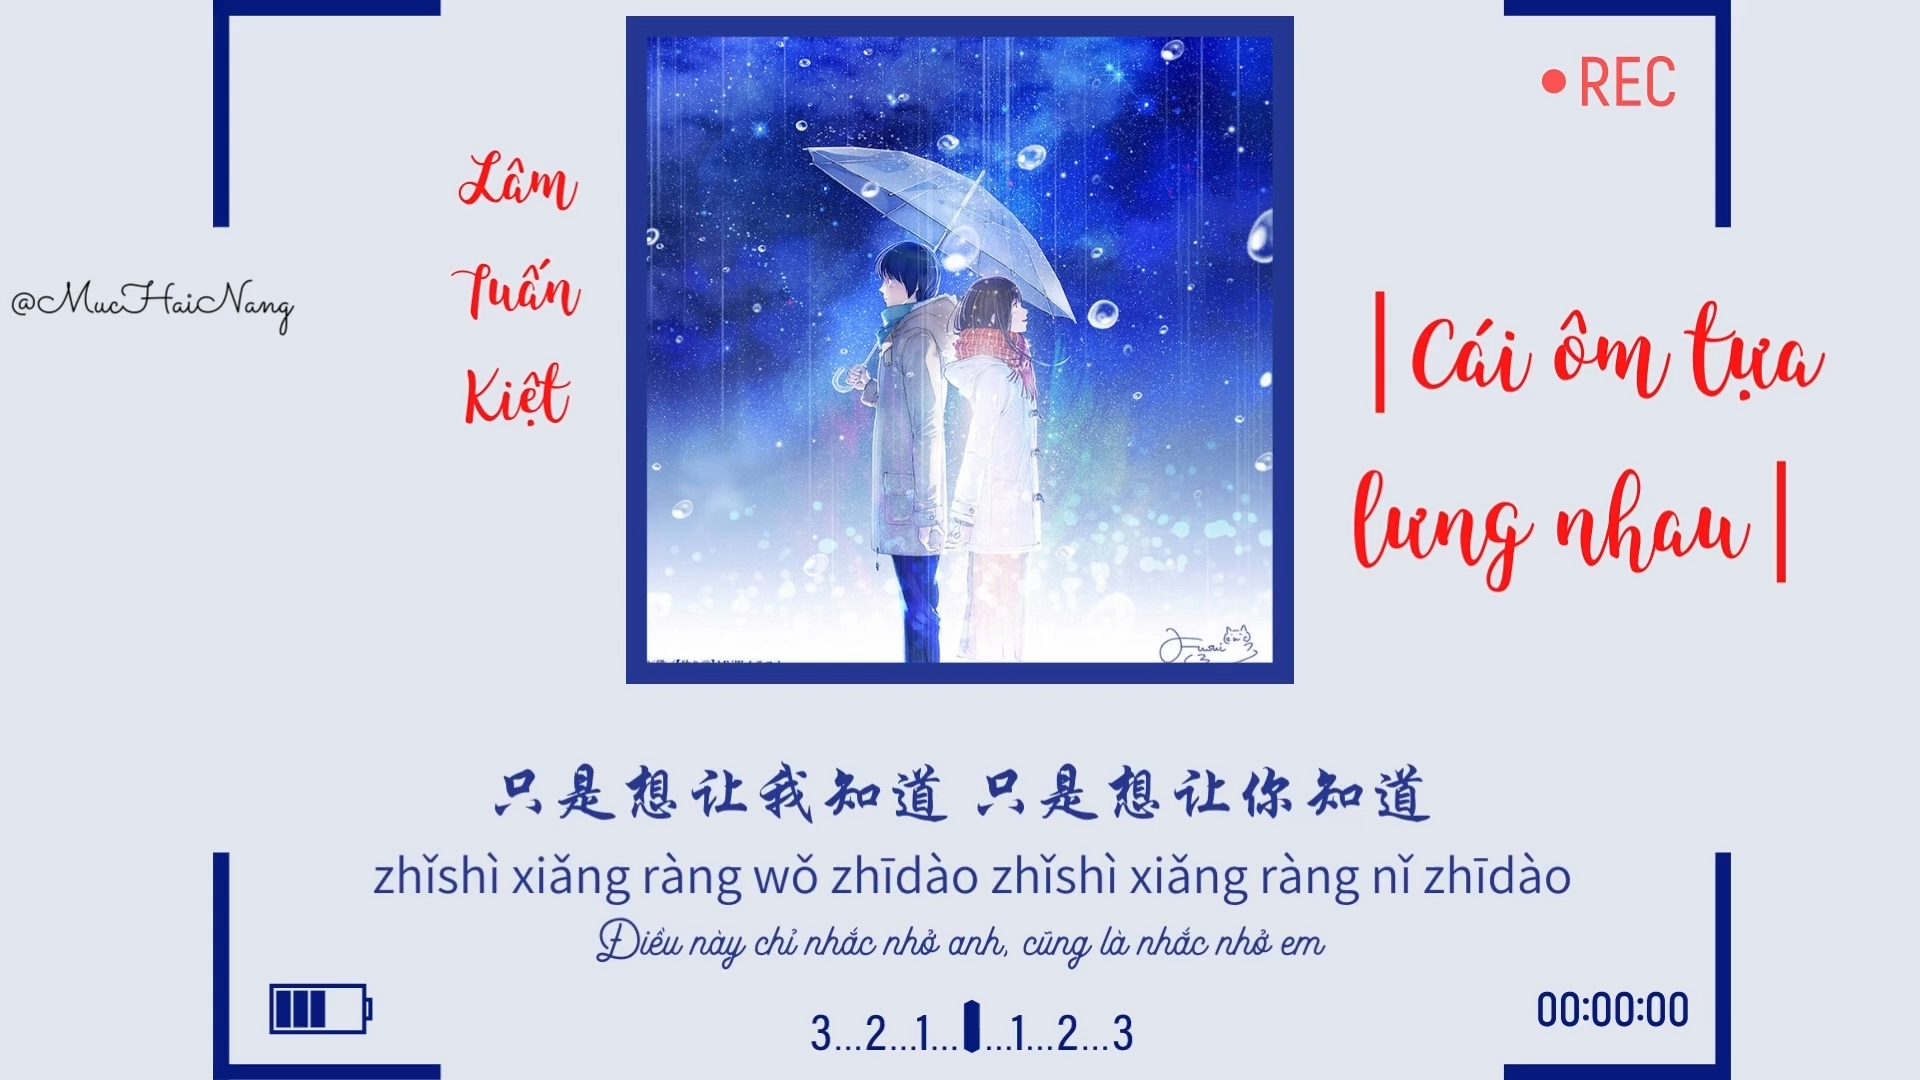 REC
Lâm
Tuấn
Kiệt
@MucHaiNang
| Cái ôm tựa
lưng nhau |
Fushi
只是想让我知道 只是想让你知道
zhǐshì xiǎng ràng wǒ zhīdào zhǐshì xiǎng ràng nǐ zhīdào
Điều này chỉ nhắc nhở anh, cũng là nhắc nhở em
3...2...1... ...1...2...3
00:00:00